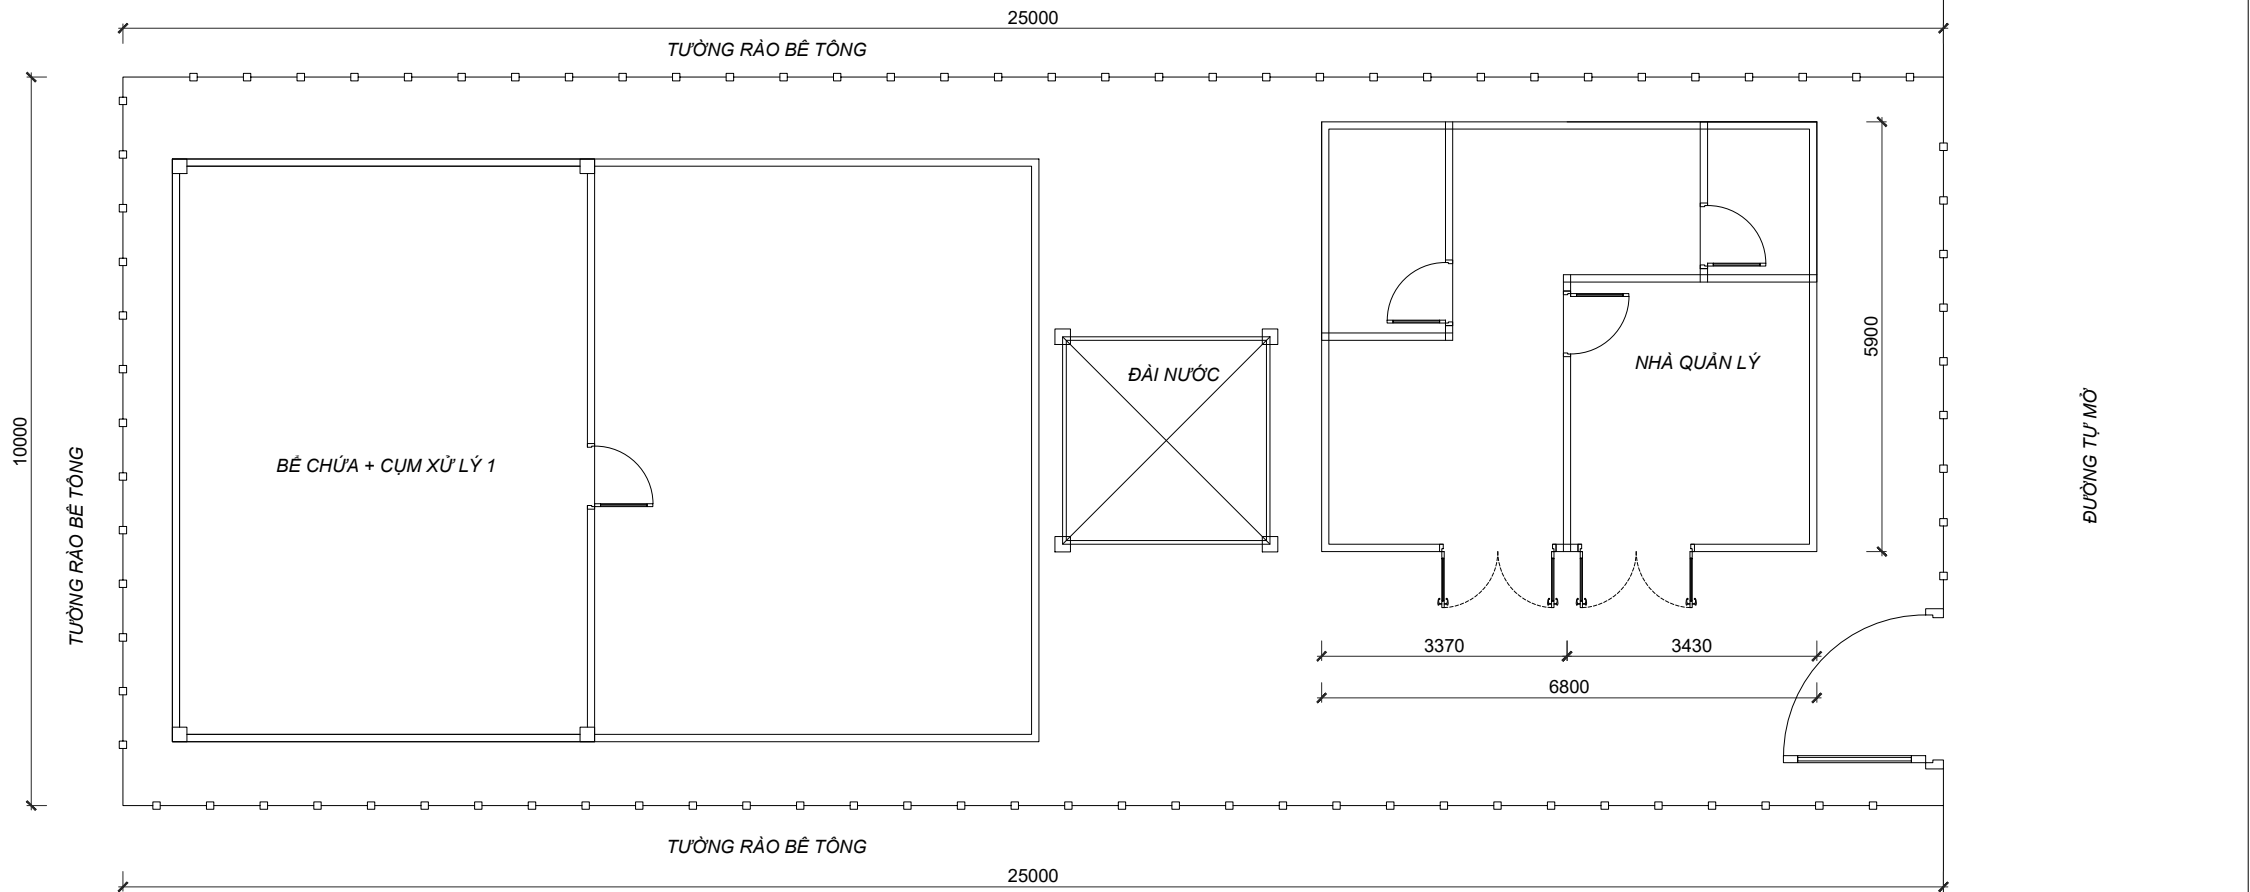 25000
TƯỜNG RÀO BÊ TÔNG
10000
TƯỜNG RÀO BÊ TÔNG
BỂ CHỨA + CỤM XỬ LÝ 1
ĐÀI NƯỚC
NHÀ QUẢN LÝ
5900
ĐƯỜNG TỰ MỞ
3370
3430
6800
TƯỜNG RÀO BÊ TÔNG
25000